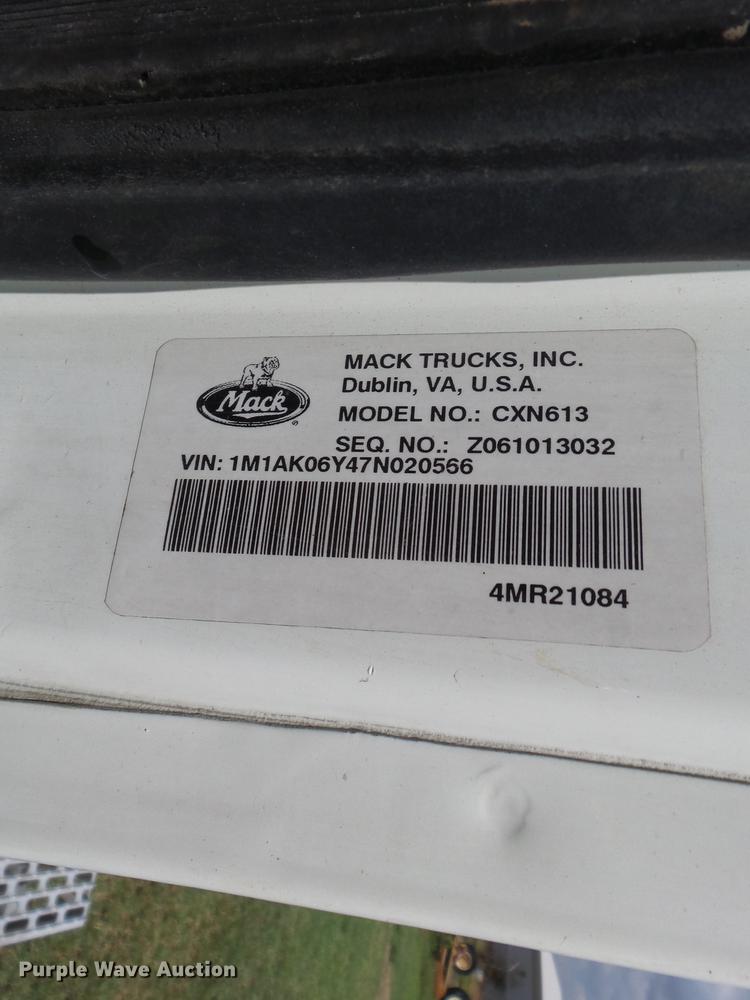 MACK TRUCKS, INC.
Dublin, VA, U.S.A.
Mack®
MODEL NO.: CXN613
SEQ. NO.: Z061013032
VIN: 1M1AK06Y47N020566
4MR21084
Purple Wave Auction